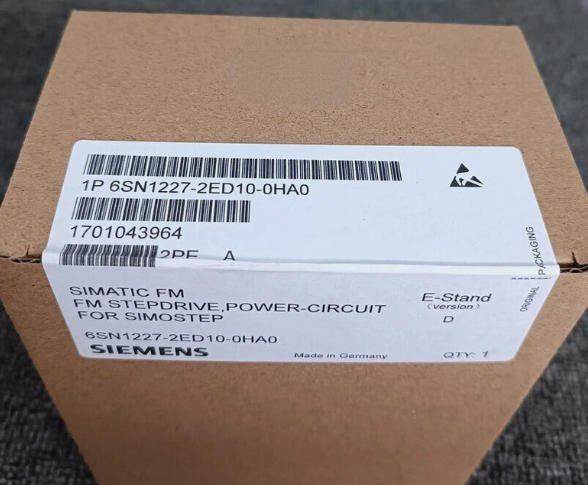 1P 6SN1227-2ED10-0HA0
1701043964
A
SIMATIC FM
FM STEPDRIVE,POWER-CIRCUIT
FOR SIMOSTEP
E-Stand
(version)
D
6SN1227-2ED10-0HA0
SIEMENS
Made in Germany
QTY: 1
ORIGINAL
PACKAGING